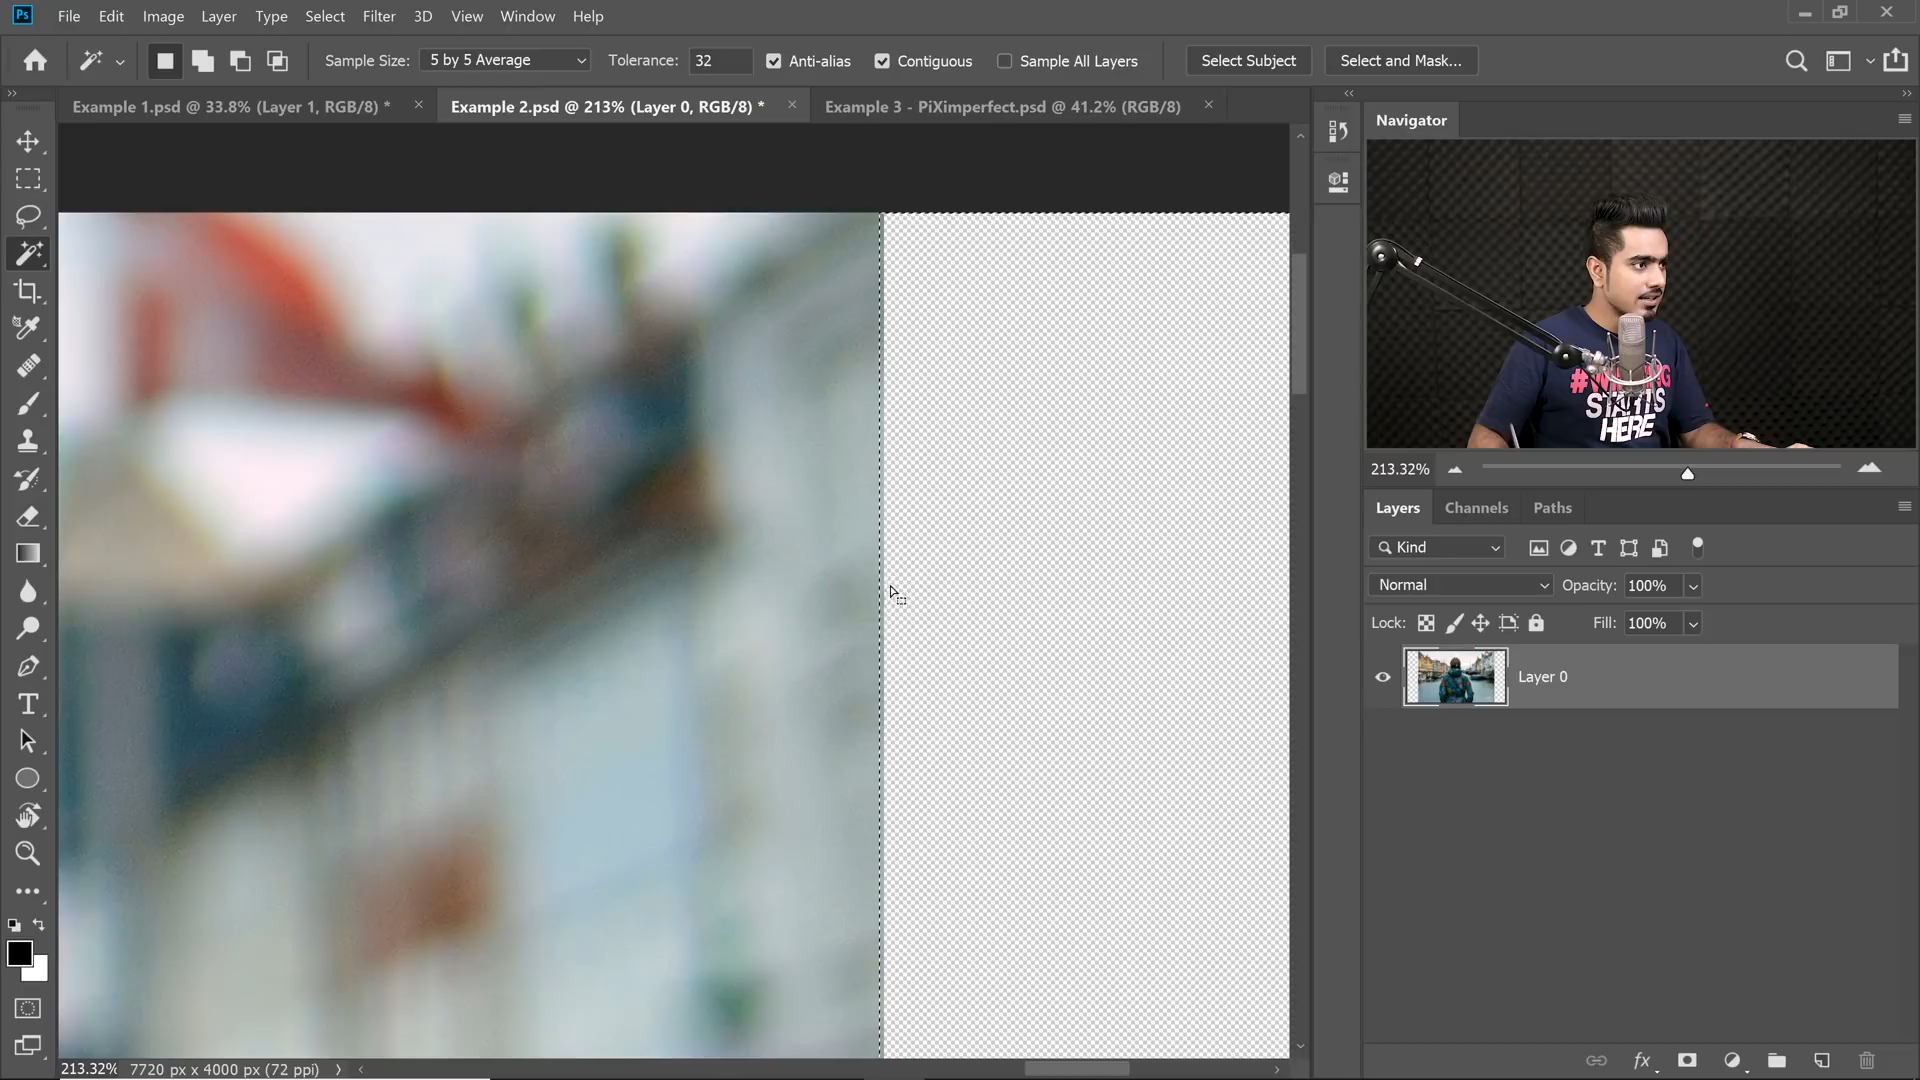 Ps File Edit Image Layer Type Select Filter 3D View Window Help
Sample Size: 5 by 5 Average Tolerance: 32 Anti-alias Contiguous Sample All Layers Select Subject Select and Mask...
Example 1.psd @ 33.8% (Layer 1, RGB/8) * Example 2.psd @ 213% (Layer 0, RGB/8) * Example 3 - PiXimperfect.psd @ 41.2% (RGB/8)
Navigator
#WINNING
STARTS
HERE
213.32%
Layers Channels Paths
Kind
Normal Opacity: 100%
Lock: Fill: 100%
Layer 0
fx
213.32% 7720 px x 4000 px (72 ppi)